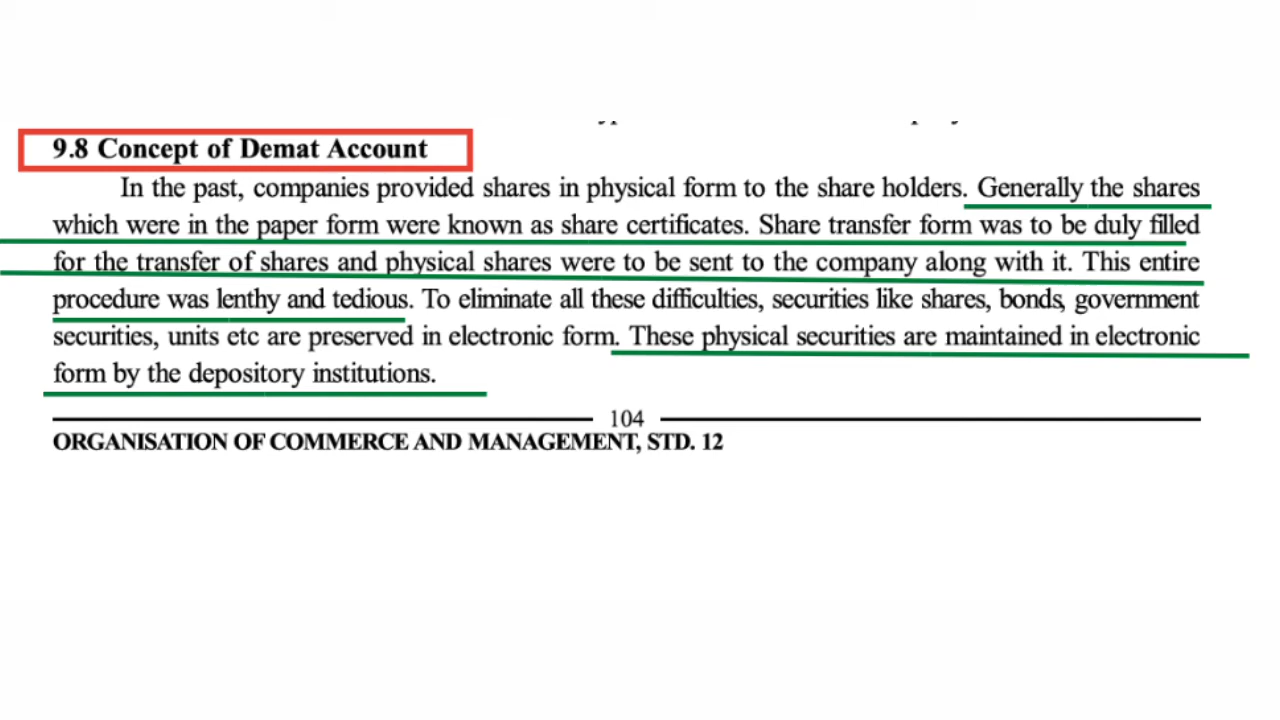 9.8 Concept of Demat Account
In the past, companies provided shares in physical form to the share holders. Generally the shares
which were in the paper form were known as share certificates. Share transfer form was to be duly filled
for the transfer of shares and physical shares were to be sent to the company along with it. This entire
procedure was lenthy and tedious. To eliminate all these difficulties, securities like shares, bonds, government
securities, units etc are preserved in electronic form. These physical securities are maintained in electronic
form by the depository institutions.
104
ORGANISATION OF COMMERCE AND MANAGEMENT, STD. 12